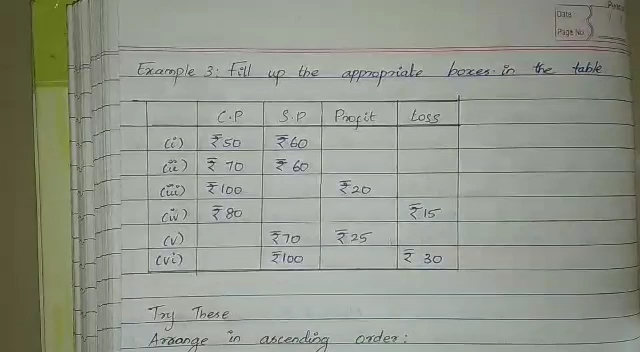 Date
Page No.
Example 3: Fill up the appropriate boxes in the table
C.P S.P Profit Loss
(i) ₹50 ₹60
(ii) ₹ 70 ₹ 60
(iii) ₹100 ₹20
(iv) ₹80 ₹15
(v) ₹70 ₹25
(vi) ₹100 ₹ 30
Try These
Arrange in ascending order: